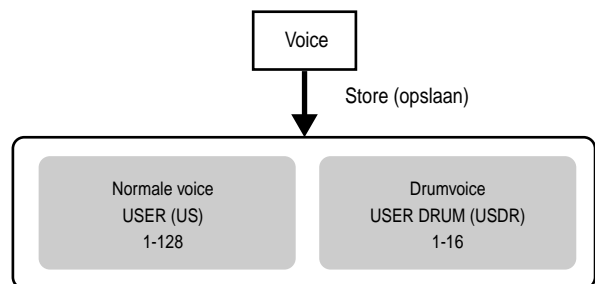 Voice
Store (opslaan)
Normale voice
USER (US)
1-128
Drumvoice
USER DRUM (USDR)
1-16